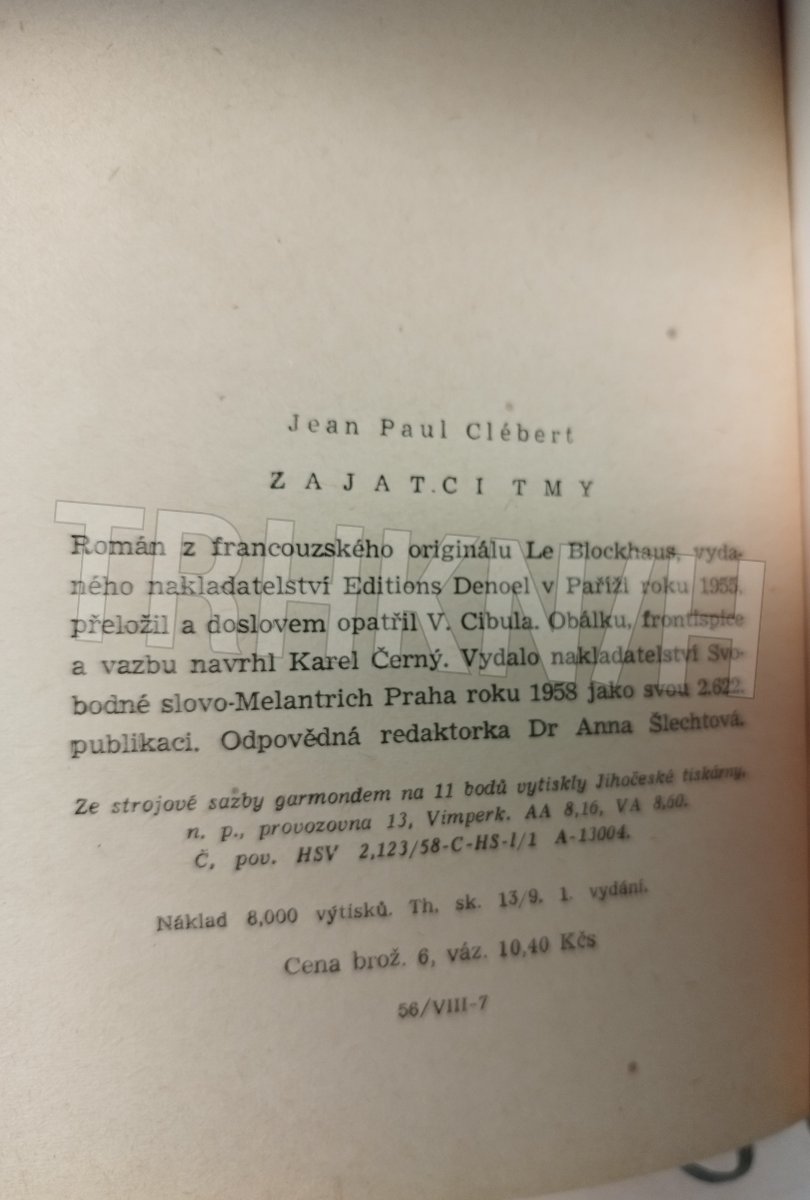 Jean Paul Clébert
ZAJATCI TMY
Román z francouzského originálu Le Blockhaus, vyda-
ného nakladatelství Editions Denoel v Paříži roku 1955,
přeložil a doslovem opatřil V. Cibula. Obálku, frontispice
a vazbu navrhl Karel Černý. Vydalo nakladatelství Svo-
bodné slovo-Melantrich Praha roku 1958 jako svou 2.622.
publikaci. Odpovědná redaktorka Dr Anna Šlechtová.
Ze strojové sazby garmondem na 11 bodů vytiskly Jihočeské tiskárny,
n. p., provozovna 13, Vimperk. AA 8,16, VA 8,60.
Č. pov. HSV 2,123/58-C-HS-I/1 A-13004.
Náklad 8,000 výtisků. Th. sk. 13/9. 1. vydání.
Cena brož. 6, váz. 10,40 Kčs
56/VIII-7
TRHKNIH